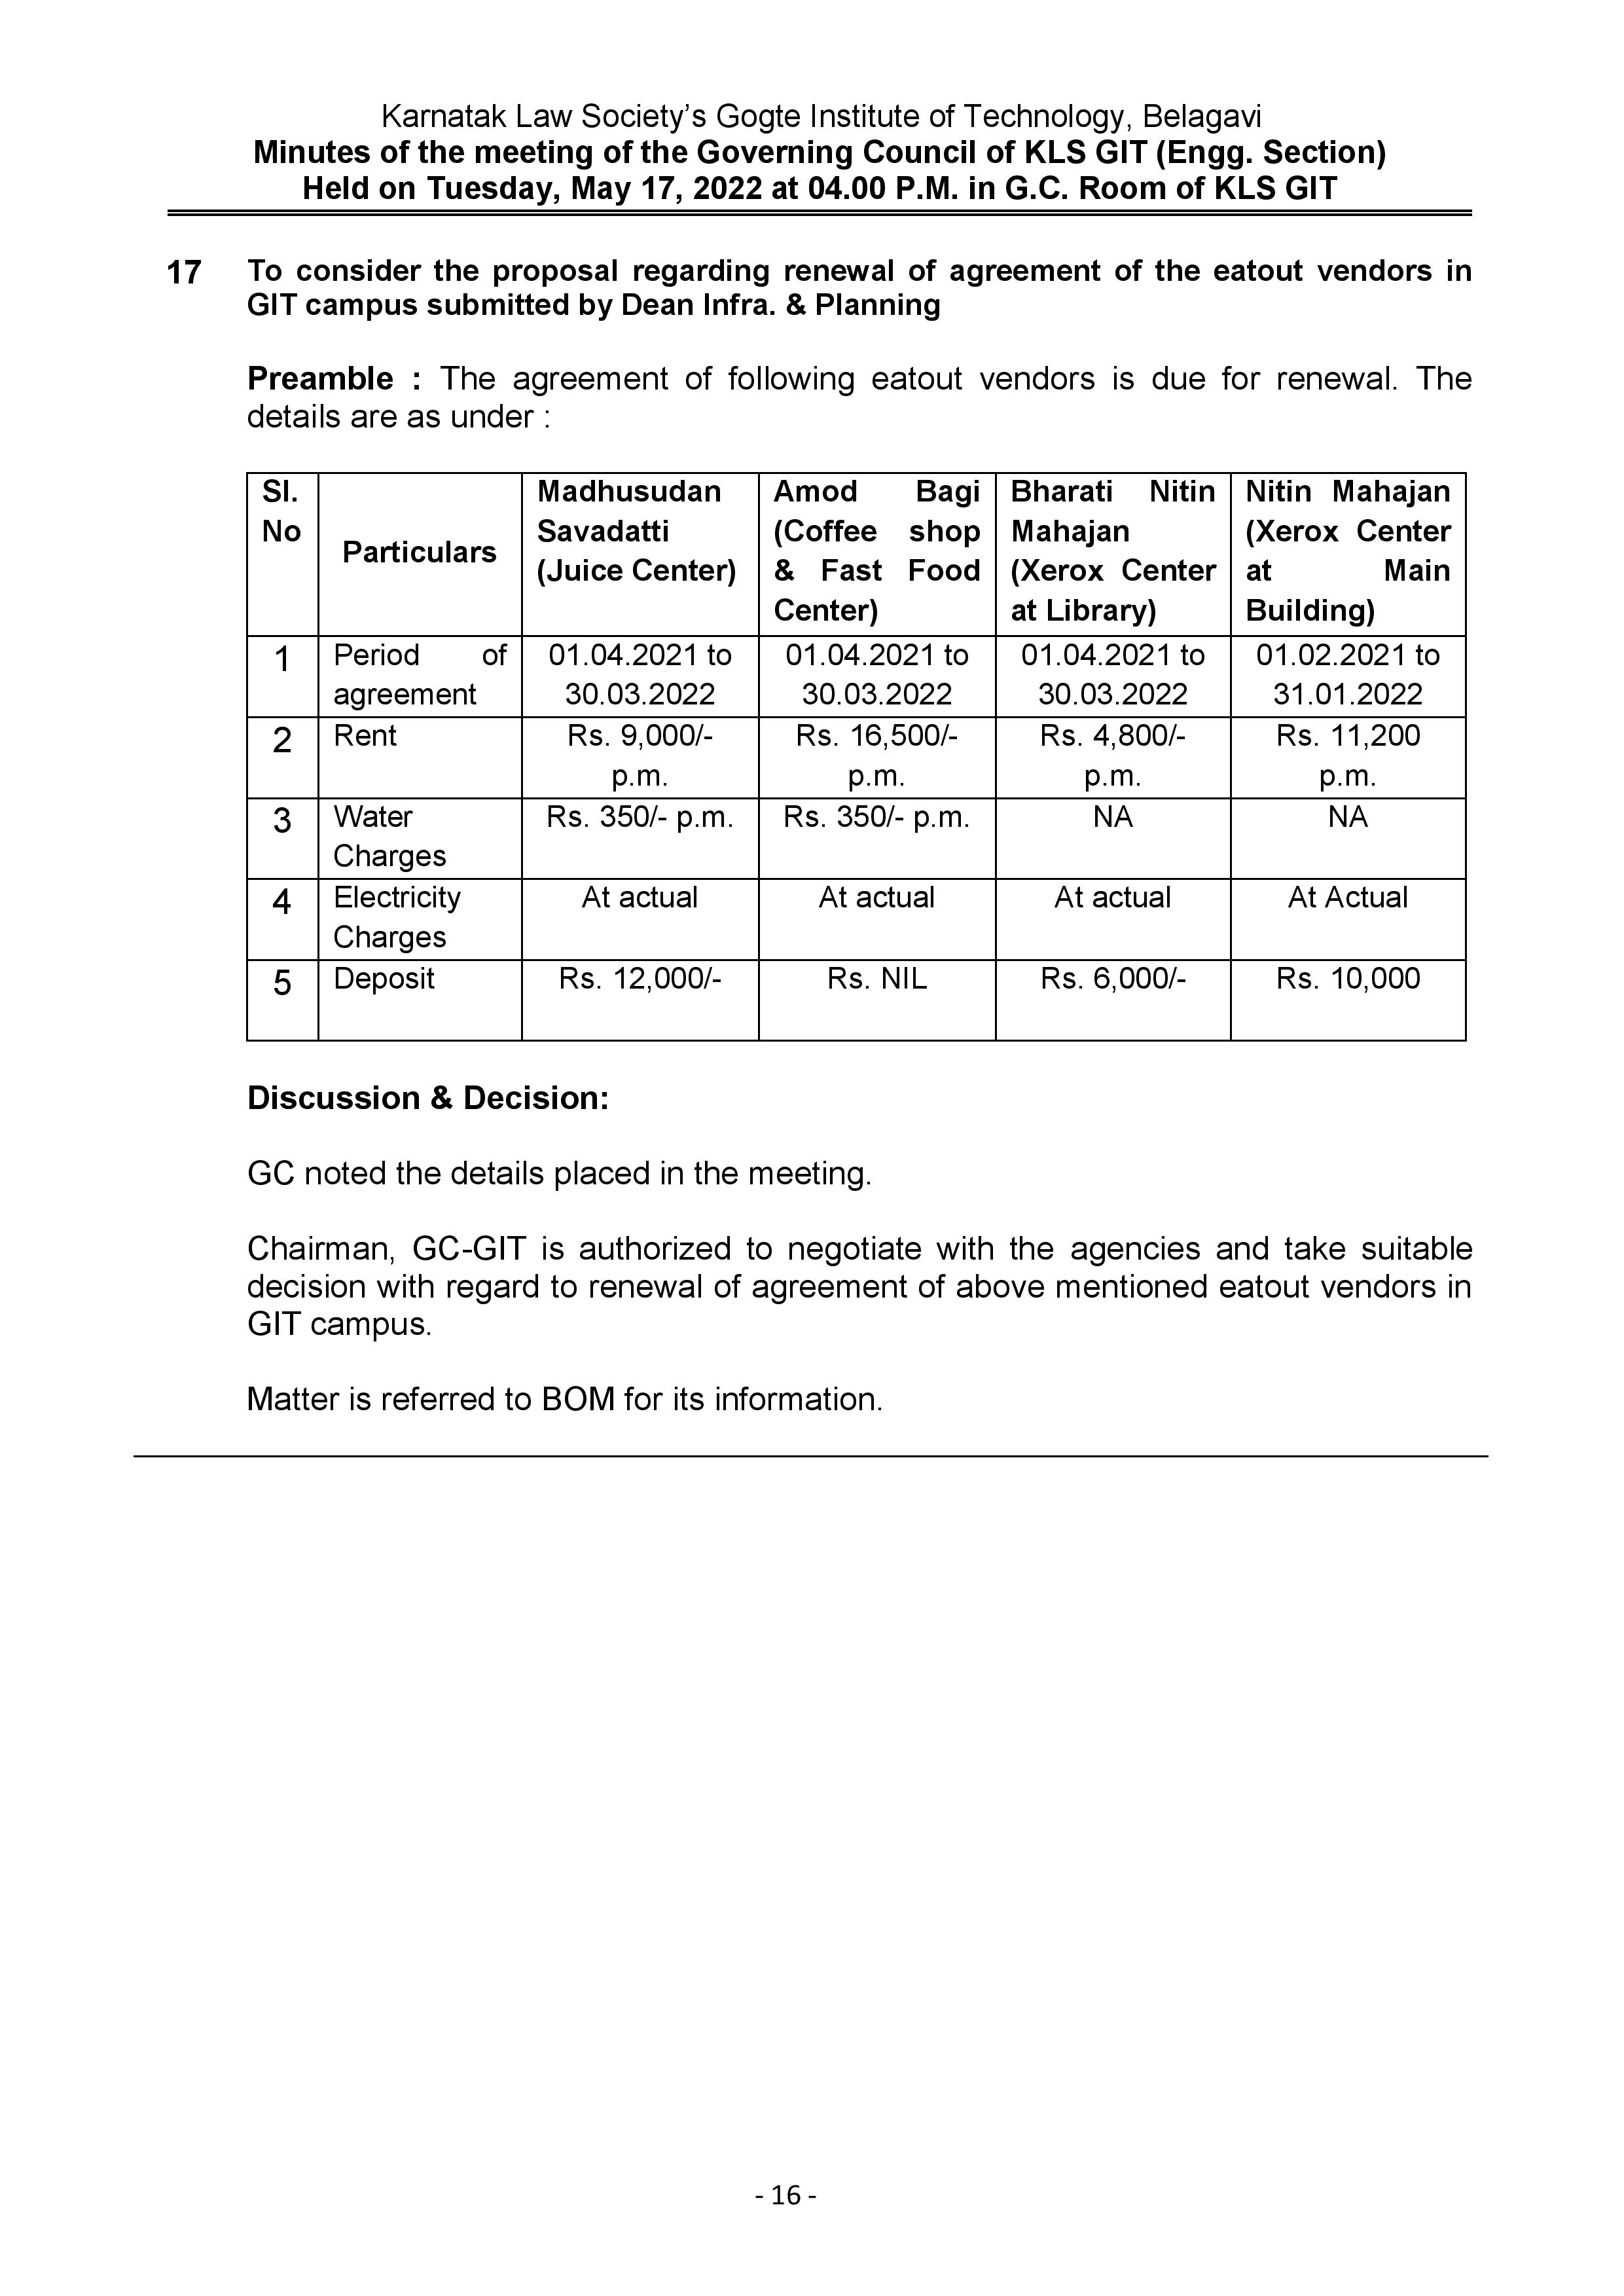 Karnatak Law Society’s Gogte Institute of Technology, Belagavi
Minutes of the meeting of the Governing Council of KLS GIT (Engg. Section)
Held on Tuesday, May 17, 2022 at 04.00 P.M. in G.C. Room of KLS GIT
17 To consider the proposal regarding renewal of agreement of the eatout vendors in
GIT campus submitted by Dean Infra. & Planning
Preamble : The agreement of following eatout vendors is due for renewal. The
details are as under :
Sl. No | Particulars | Madhusudan Savadatti (Juice Center) | Amod Bagi (Coffee shop & Fast Food Center) | Bharati Nitin Mahajan (Xerox Center at Library) | Nitin Mahajan (Xerox Center at Main Building)
1 | Period of agreement | 01.04.2021 to 30.03.2022 | 01.04.2021 to 30.03.2022 | 01.04.2021 to 30.03.2022 | 01.02.2021 to 31.01.2022
2 | Rent | Rs. 9,000/- p.m. | Rs. 16,500/- p.m. | Rs. 4,800/- p.m. | Rs. 11,200 p.m.
3 | Water Charges | Rs. 350/- p.m. | Rs. 350/- p.m. | NA | NA
4 | Electricity Charges | At actual | At actual | At actual | At Actual
5 | Deposit | Rs. 12,000/- | Rs. NIL | Rs. 6,000/- | Rs. 10,000
Discussion & Decision:
GC noted the details placed in the meeting.
Chairman, GC-GIT is authorized to negotiate with the agencies and take suitable
decision with regard to renewal of agreement of above mentioned eatout vendors in
GIT campus.
Matter is referred to BOM for its information.
- 16 -